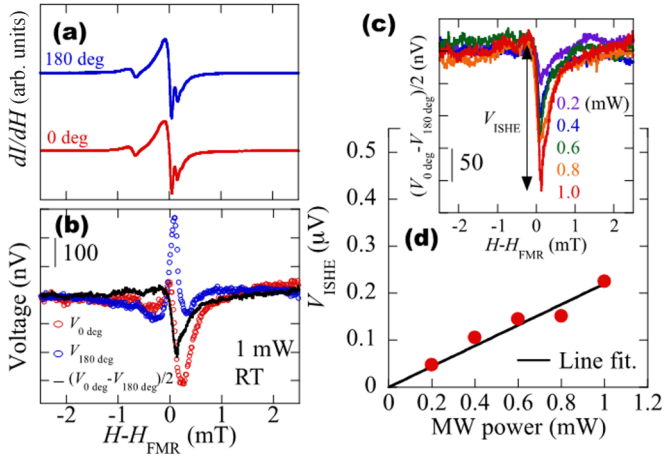 (a)
180 deg
0 deg
dI/dH (arb. units)
(b)
100
Voltage (nV)
V0 deg
V180 deg
(V0 deg-V180 deg)/2
1 mW
RT
-2 -1 0 1 2
H-HFMR (mT)
(c)
(V0 deg-V180 deg)/2 (nV)
VISHE
50
0.2 (mW)
0.4
0.6
0.8
1.0
-2 -1 0 1 2
H-HFMR (mT)
(d)
VISHE (μV)
0.5
0.4
0.3
0.2
0.1
0
Line fit.
0 0.2 0.4 0.6 0.8 1 1.2
MW power (mW)